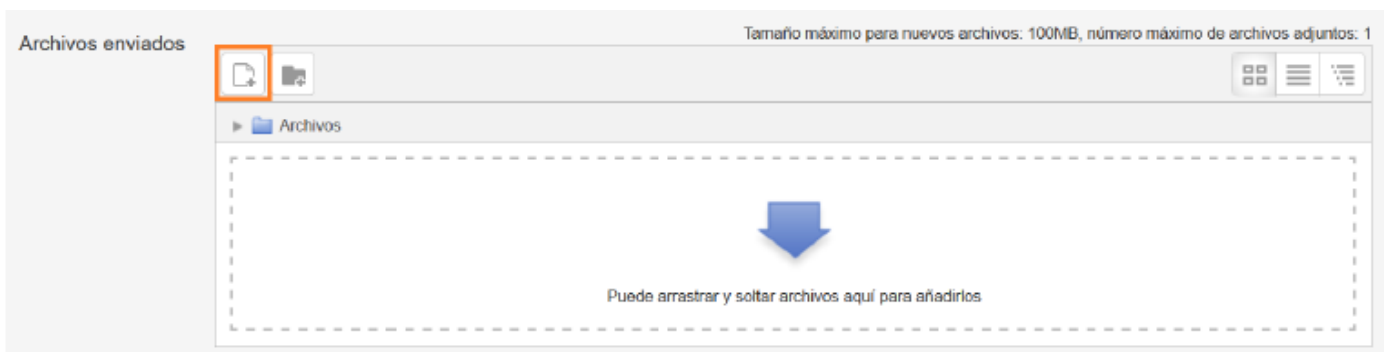 Tamaño máximo para nuevos archivos: 100MB, número máximo de archivos adjuntos: 1
Archivos enviados
Archivos
Puede arrastrar y soltar archivos aquí para añadirlos